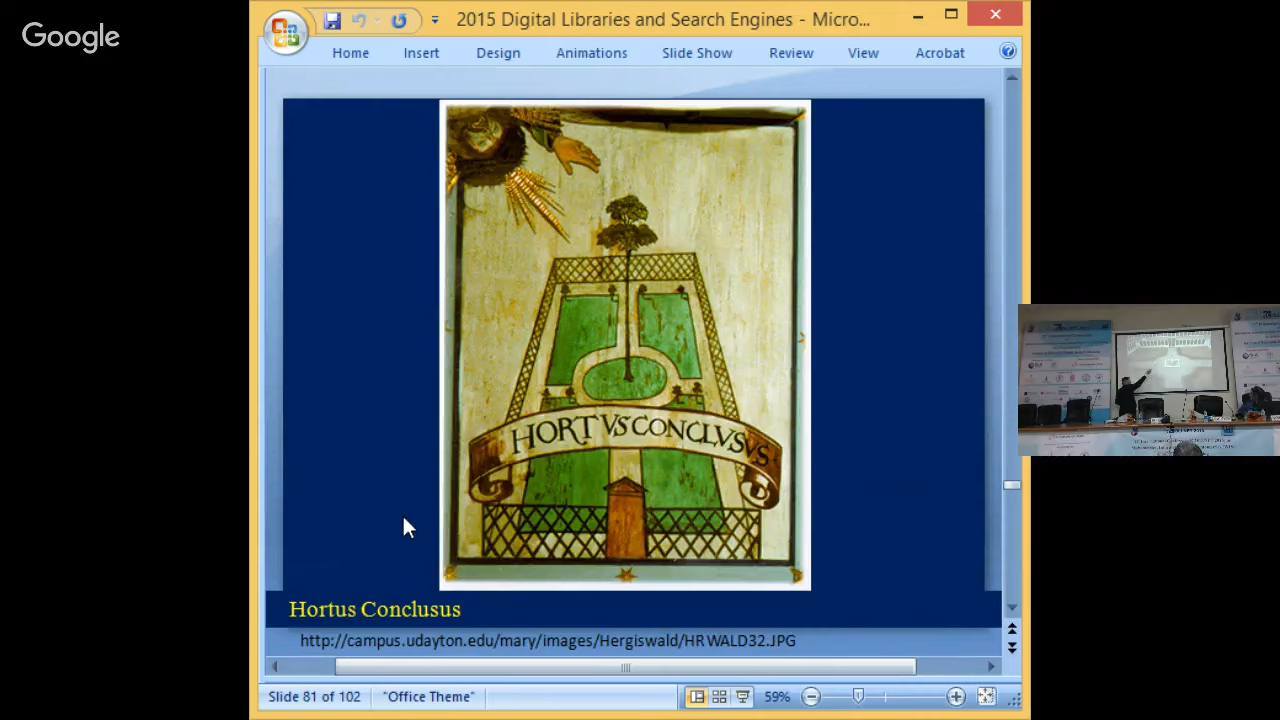 Google
2015 Digital Libraries and Search Engines - Micro...
Home Insert Design Animations Slide Show Review View Acrobat
HORTVS CONCLVSVS
Hortus Conclusus
http://campus.udayton.edu/mary/images/Hergiswald/HRWALD32.JPG
Slide 81 of 102 "Office Theme" 59%